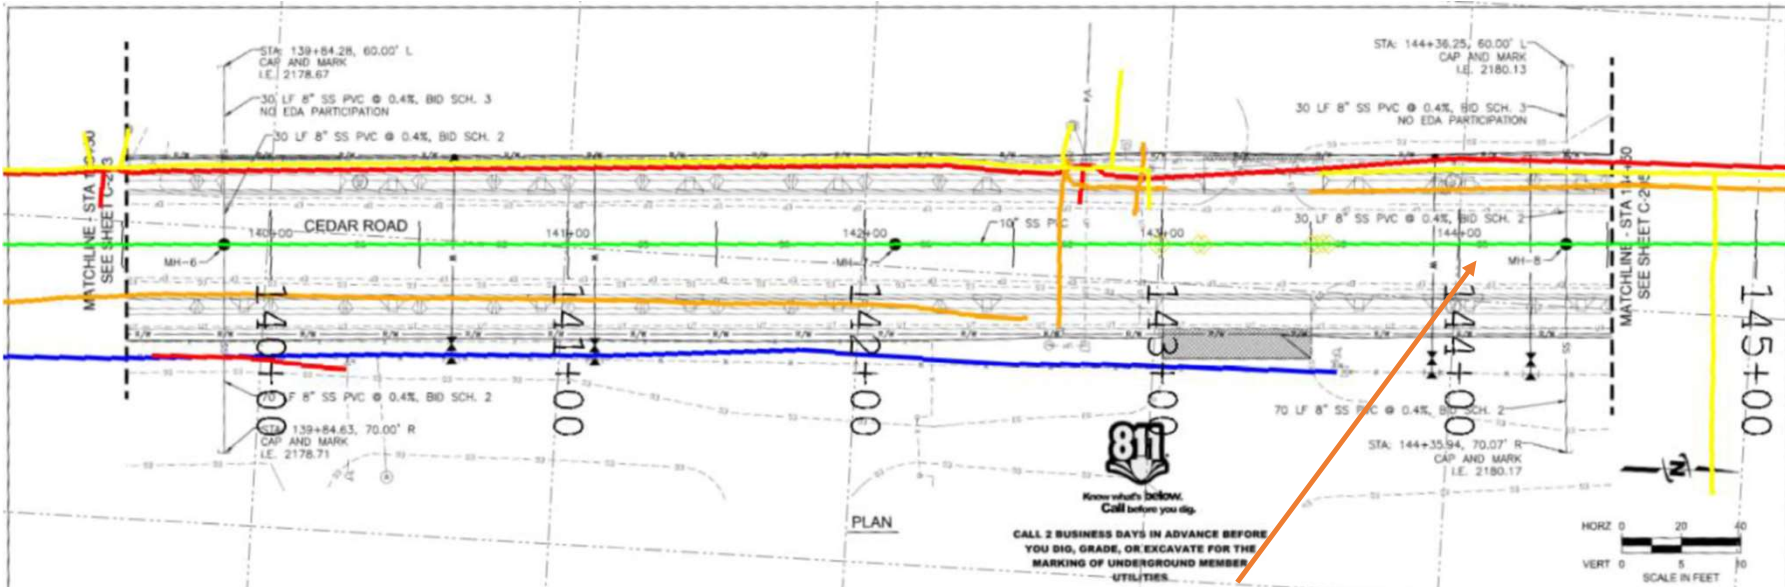 STA: 139+84.28, 60.00' L
CAP AND MARK
I.E. 2178.67
30 LF 8" SS PVC @ 0.4%, BID SCH. 3
NO EDA PARTICIPATION
30 LF 8" SS PVC @ 0.4%, BID SCH. 2
STA: 144+36.25, 60.00' L
CAP AND MARK
I.E. 2180.13
30 LF 8" SS PVC @ 0.4%, BID SCH. 3
NO EDA PARTICIPATION
30 LF 8" SS PVC @ 0.4%, BID SCH. 2
MATCHLINE - STA
SEE SHEET
CEDAR ROAD
140+00
141+00
142+00
143+00
144+00
10" SS
MH-6
MH-8
MATCHLINE - STA
SEE SHEET
140+00
141+00
142+00
143+00
144+00
145+00
LF 8" SS PVC @ 0.4%, BID SCH. 2
STA: 139+84.63, 70.00' R
CAP AND MARK
I.E. 2178.71
70 LF 8" SS PVC @ 0.4%, BID SCH. 2
STA: 144+35.94, 70.07' R
CAP AND MARK
I.E. 2180.17
811
Know what's below.
Call before you dig.
CALL 2 BUSINESS DAYS IN ADVANCE BEFORE
YOU DIG, GRADE, OR EXCAVATE FOR THE
MARKING OF UNDERGROUND MEMBER
UTILITIES
PLAN
N
HORZ 0 20 40
VERT 0 5 10
SCALE IN FEET